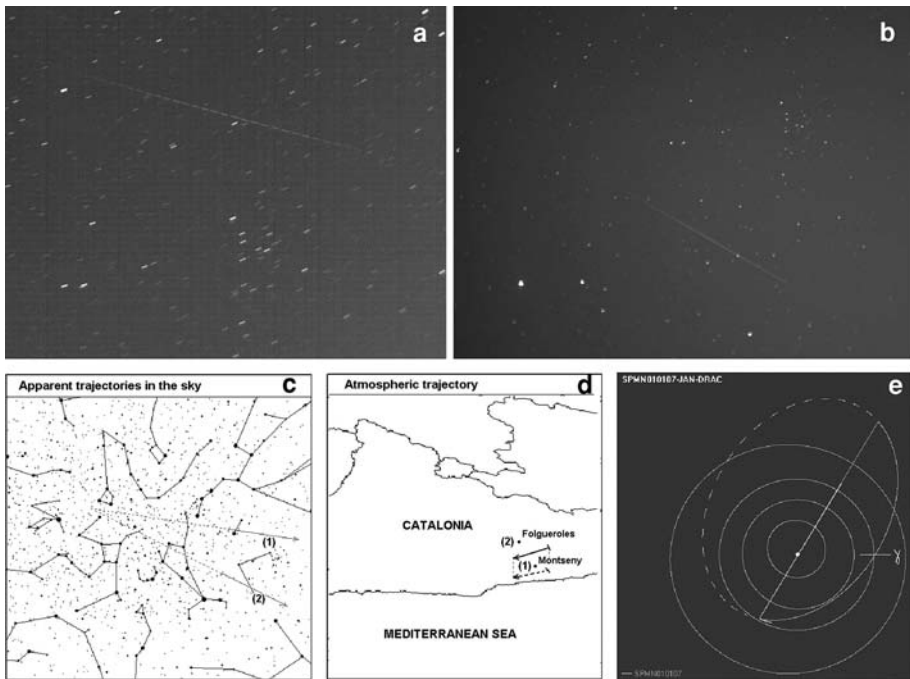 a
b
Apparent trajectories in the sky
c
(1)
(2)
Atmospheric trajectory
d
CATALONIA
(2)
Folgueroles
(1)
Montseny
MEDITERRANEAN SEA
SPMN010107-JAN-DRAC
e
γ
SPMN010107